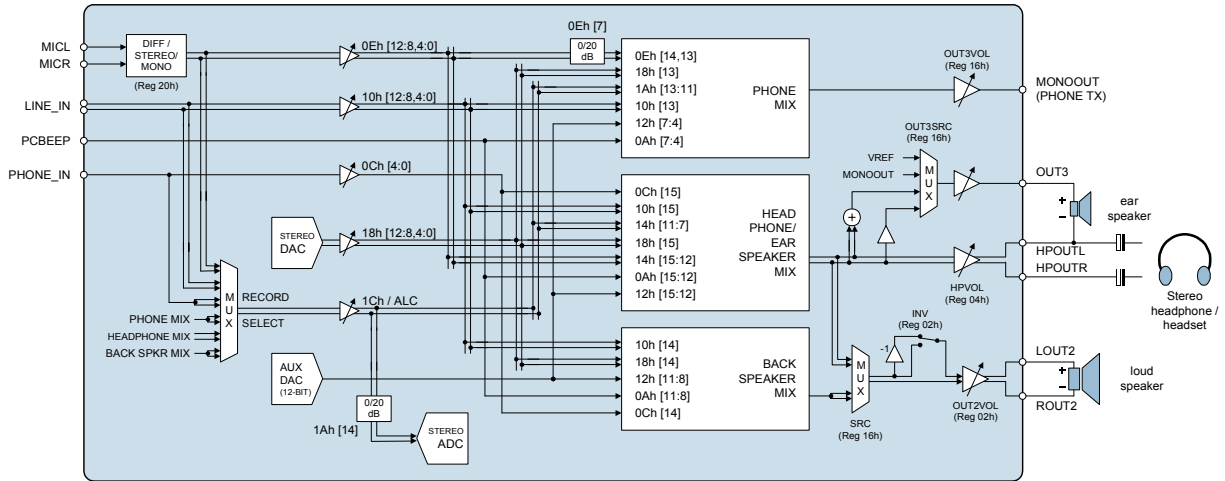 MICL
MICR
LINE_IN
PCBEEP
PHONE_IN
DIFF /
STEREO/
MONO
(Reg 20h)
0Eh [12:8,4:0]
10h [12:8,4:0]
0Ch [4:0]
STEREO
DAC
18h [12:8,4:0]
M
U
X
RECORD
SELECT
PHONE MIX
HEADPHONE MIX
BACK SPKR MIX
1Ch / ALC
AUX
DAC
(12-BIT)
0/20
dB
1Ah [14]
STEREO
ADC
0Eh [7]
0/20
dB
0Eh [14,13]
18h [13]
1Ah [13:11]
10h [13]
12h [7:4]
0Ah [7:4]
PHONE
MIX
0Ch [15]
10h [15]
14h [11:7]
18h [15]
14h [15:12]
0Ah [15:12]
12h [15:12]
HEAD
PHONE/
EAR
SPEAKER
MIX
10h [14]
18h [14]
12h [11:8]
0Ah [11:8]
0Ch [14]
BACK
SPEAKER
MIX
OUT3VOL
(Reg 16h)
MONOOUT
(PHONE TX)
OUT3SRC
(Reg 16h)
VREF
MONOOUT
M
U
X
+
OUT3
+
–
ear
speaker
HPOUTL
HPOUTR
HPVOL
(Reg 04h)
Stereo
headphone /
headset
INV
(Reg 02h)
-1
M
U
X
SRC
(Reg 16h)
OUT2VOL
(Reg 02h)
LOUT2
+
–
ROUT2
loud
speaker